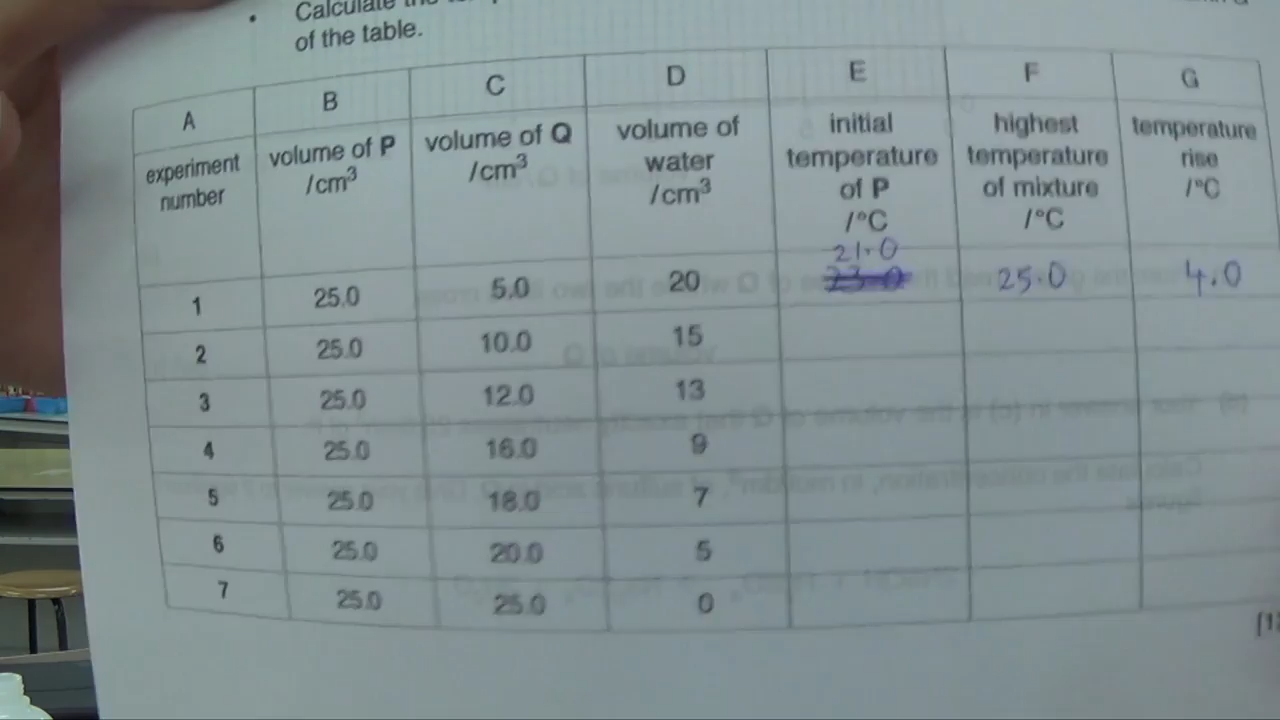 • Calculate the
of the table.
A B C D E F G
experiment number volume of P /cm³ volume of Q /cm³ volume of water /cm³ initial temperature of P /°C highest temperature of mixture /°C temperature rise /°C
21.0
1 25.0 5.0 20 23.0 25.0 4.0
2 25.0 10.0 15
3 25.0 12.0 13
4 25.0 16.0 9
5 25.0 18.0 7
6 25.0 20.0 5
7 25.0 25.0 0